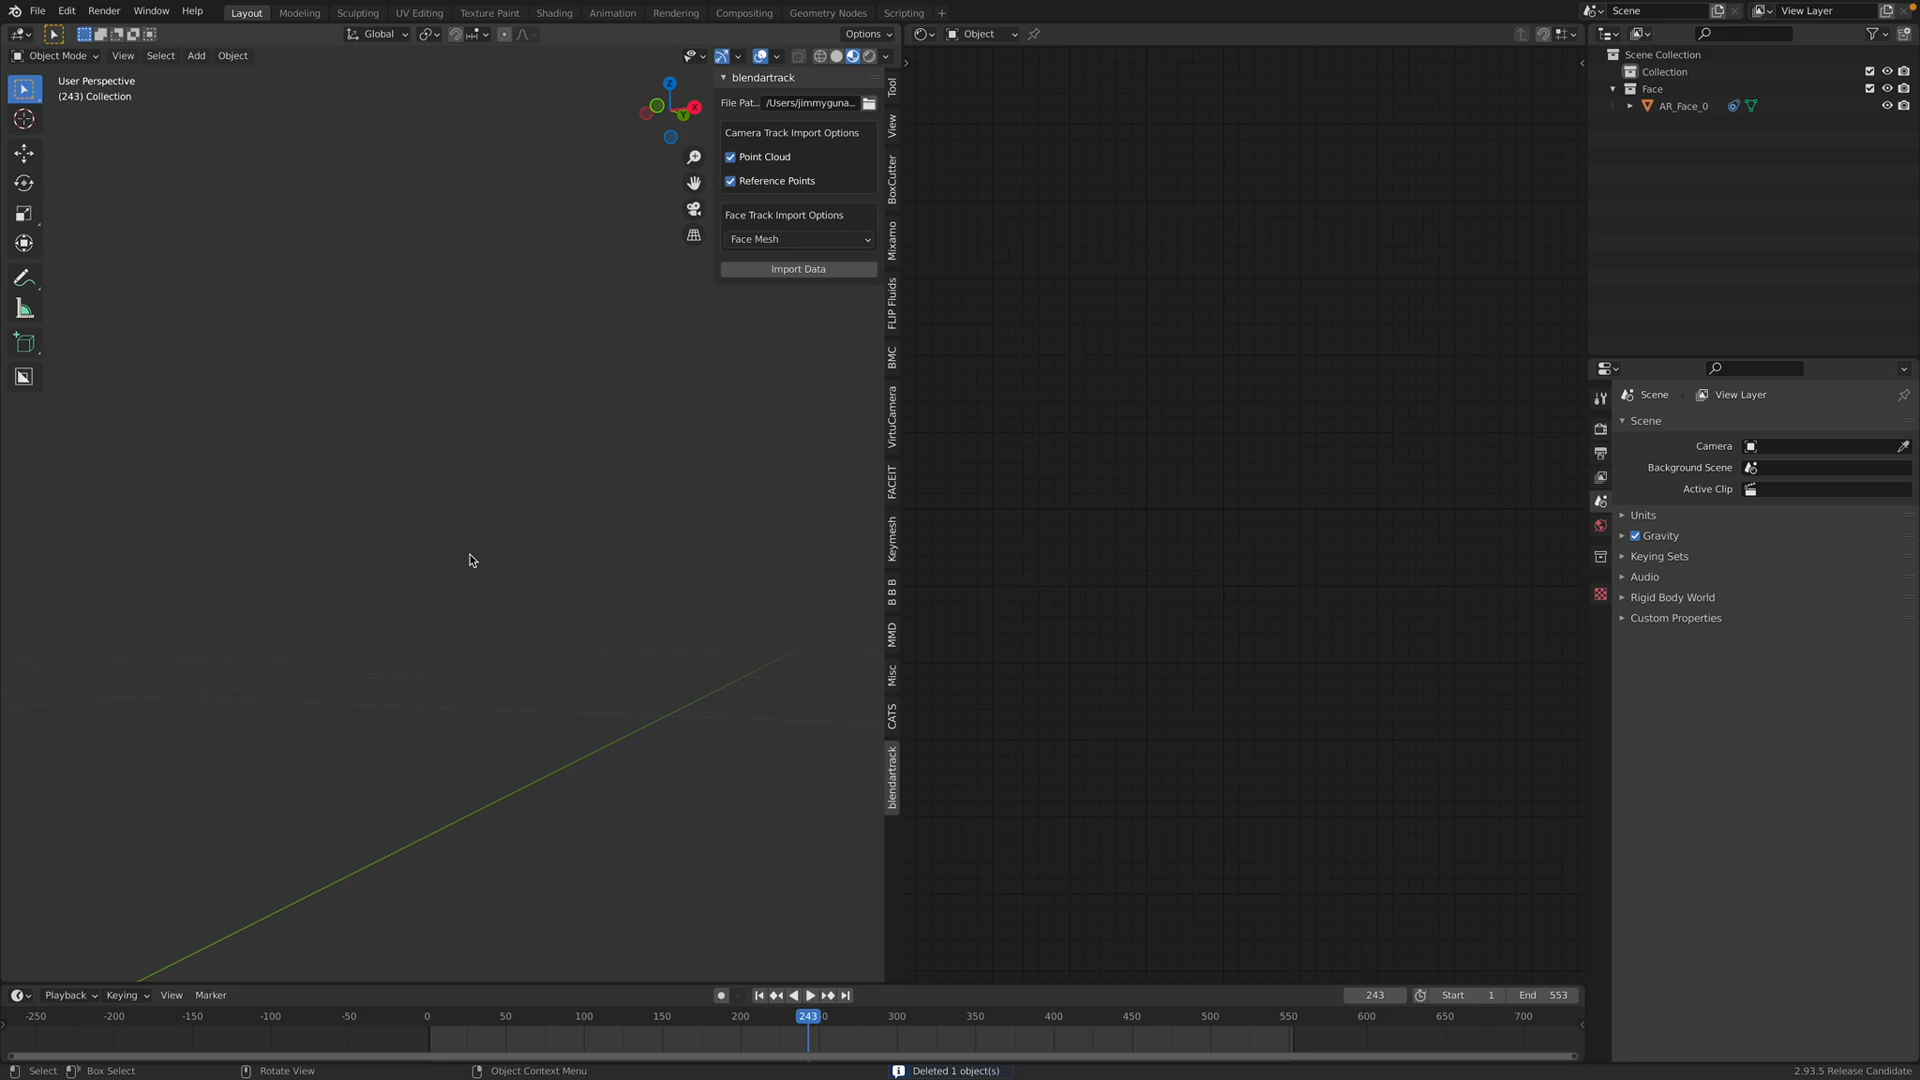 File Edit Render Window Help Layout Modeling Sculpting UV Editing Texture Paint Shading Animation Rendering Compositing Geometry Nodes Scripting +
Scene
View Layer
Global
Options
Object
Object Mode View Select Add Object
User Perspective
(243) Collection
Z
X
Y
blendartrack
File Pat... /Users/jimmyguna...
Camera Track Import Options
Point Cloud
Reference Points
Face Track Import Options
Face Mesh
Import Data
Tool
View
BoxCutter
Mixamo
FLIP Fluids
BMC
VirtuCamera
FACEIT
Keymesh
B B B
MMD
Misc
CATS
blendartrack
Scene Collection
Collection
Face
AR_Face_0
Scene View Layer
Scene
Camera
Background Scene
Active Clip
Units
Gravity
Keying Sets
Audio
Rigid Body World
Custom Properties
Playback Keying View Marker
243 Start 1 End 553
-250 -200 -150 -100 -50 0 50 100 150 200 243 0 300 350 400 450 500 550 600 650 700
Select Box Select Rotate View Object Context Menu Deleted 1 object(s) 2.93.5 Release Candidate